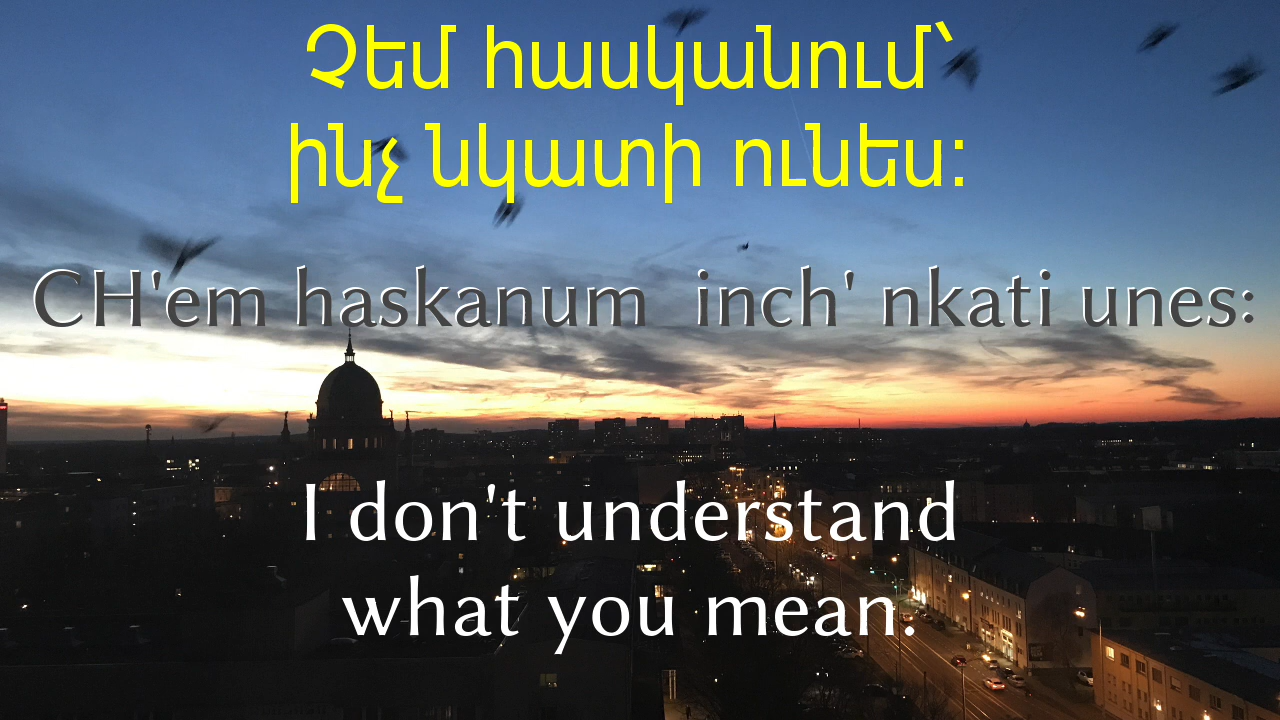 Չեմ հասկանում՝
ինչ նկատի ունես:
CH'em haskanum  inch' nkati unes:
I don't understand
what you mean.